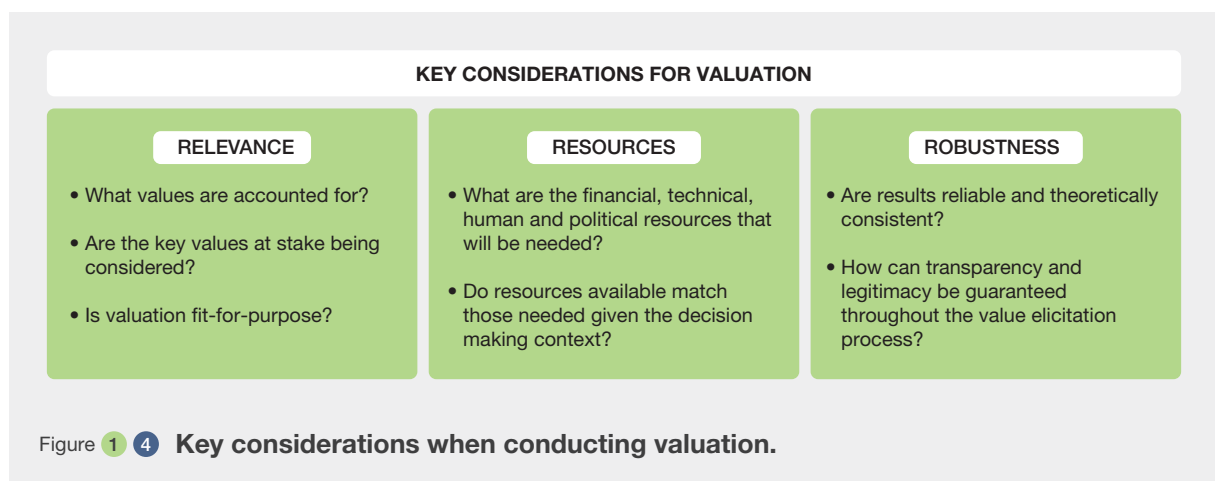 KEY CONSIDERATIONS FOR VALUATION
RELEVANCE
• What values are accounted for?
• Are the key values at stake being
considered?
• Is valuation fit-for-purpose?
RESOURCES
• What are the financial, technical,
human and political resources that
will be needed?
• Do resources available match
those needed given the decision
making context?
ROBUSTNESS
• Are results reliable and theoretically
consistent?
• How can transparency and
legitimacy be guaranteed
throughout the value elicitation
process?
Figure 1 4 Key considerations when conducting valuation.